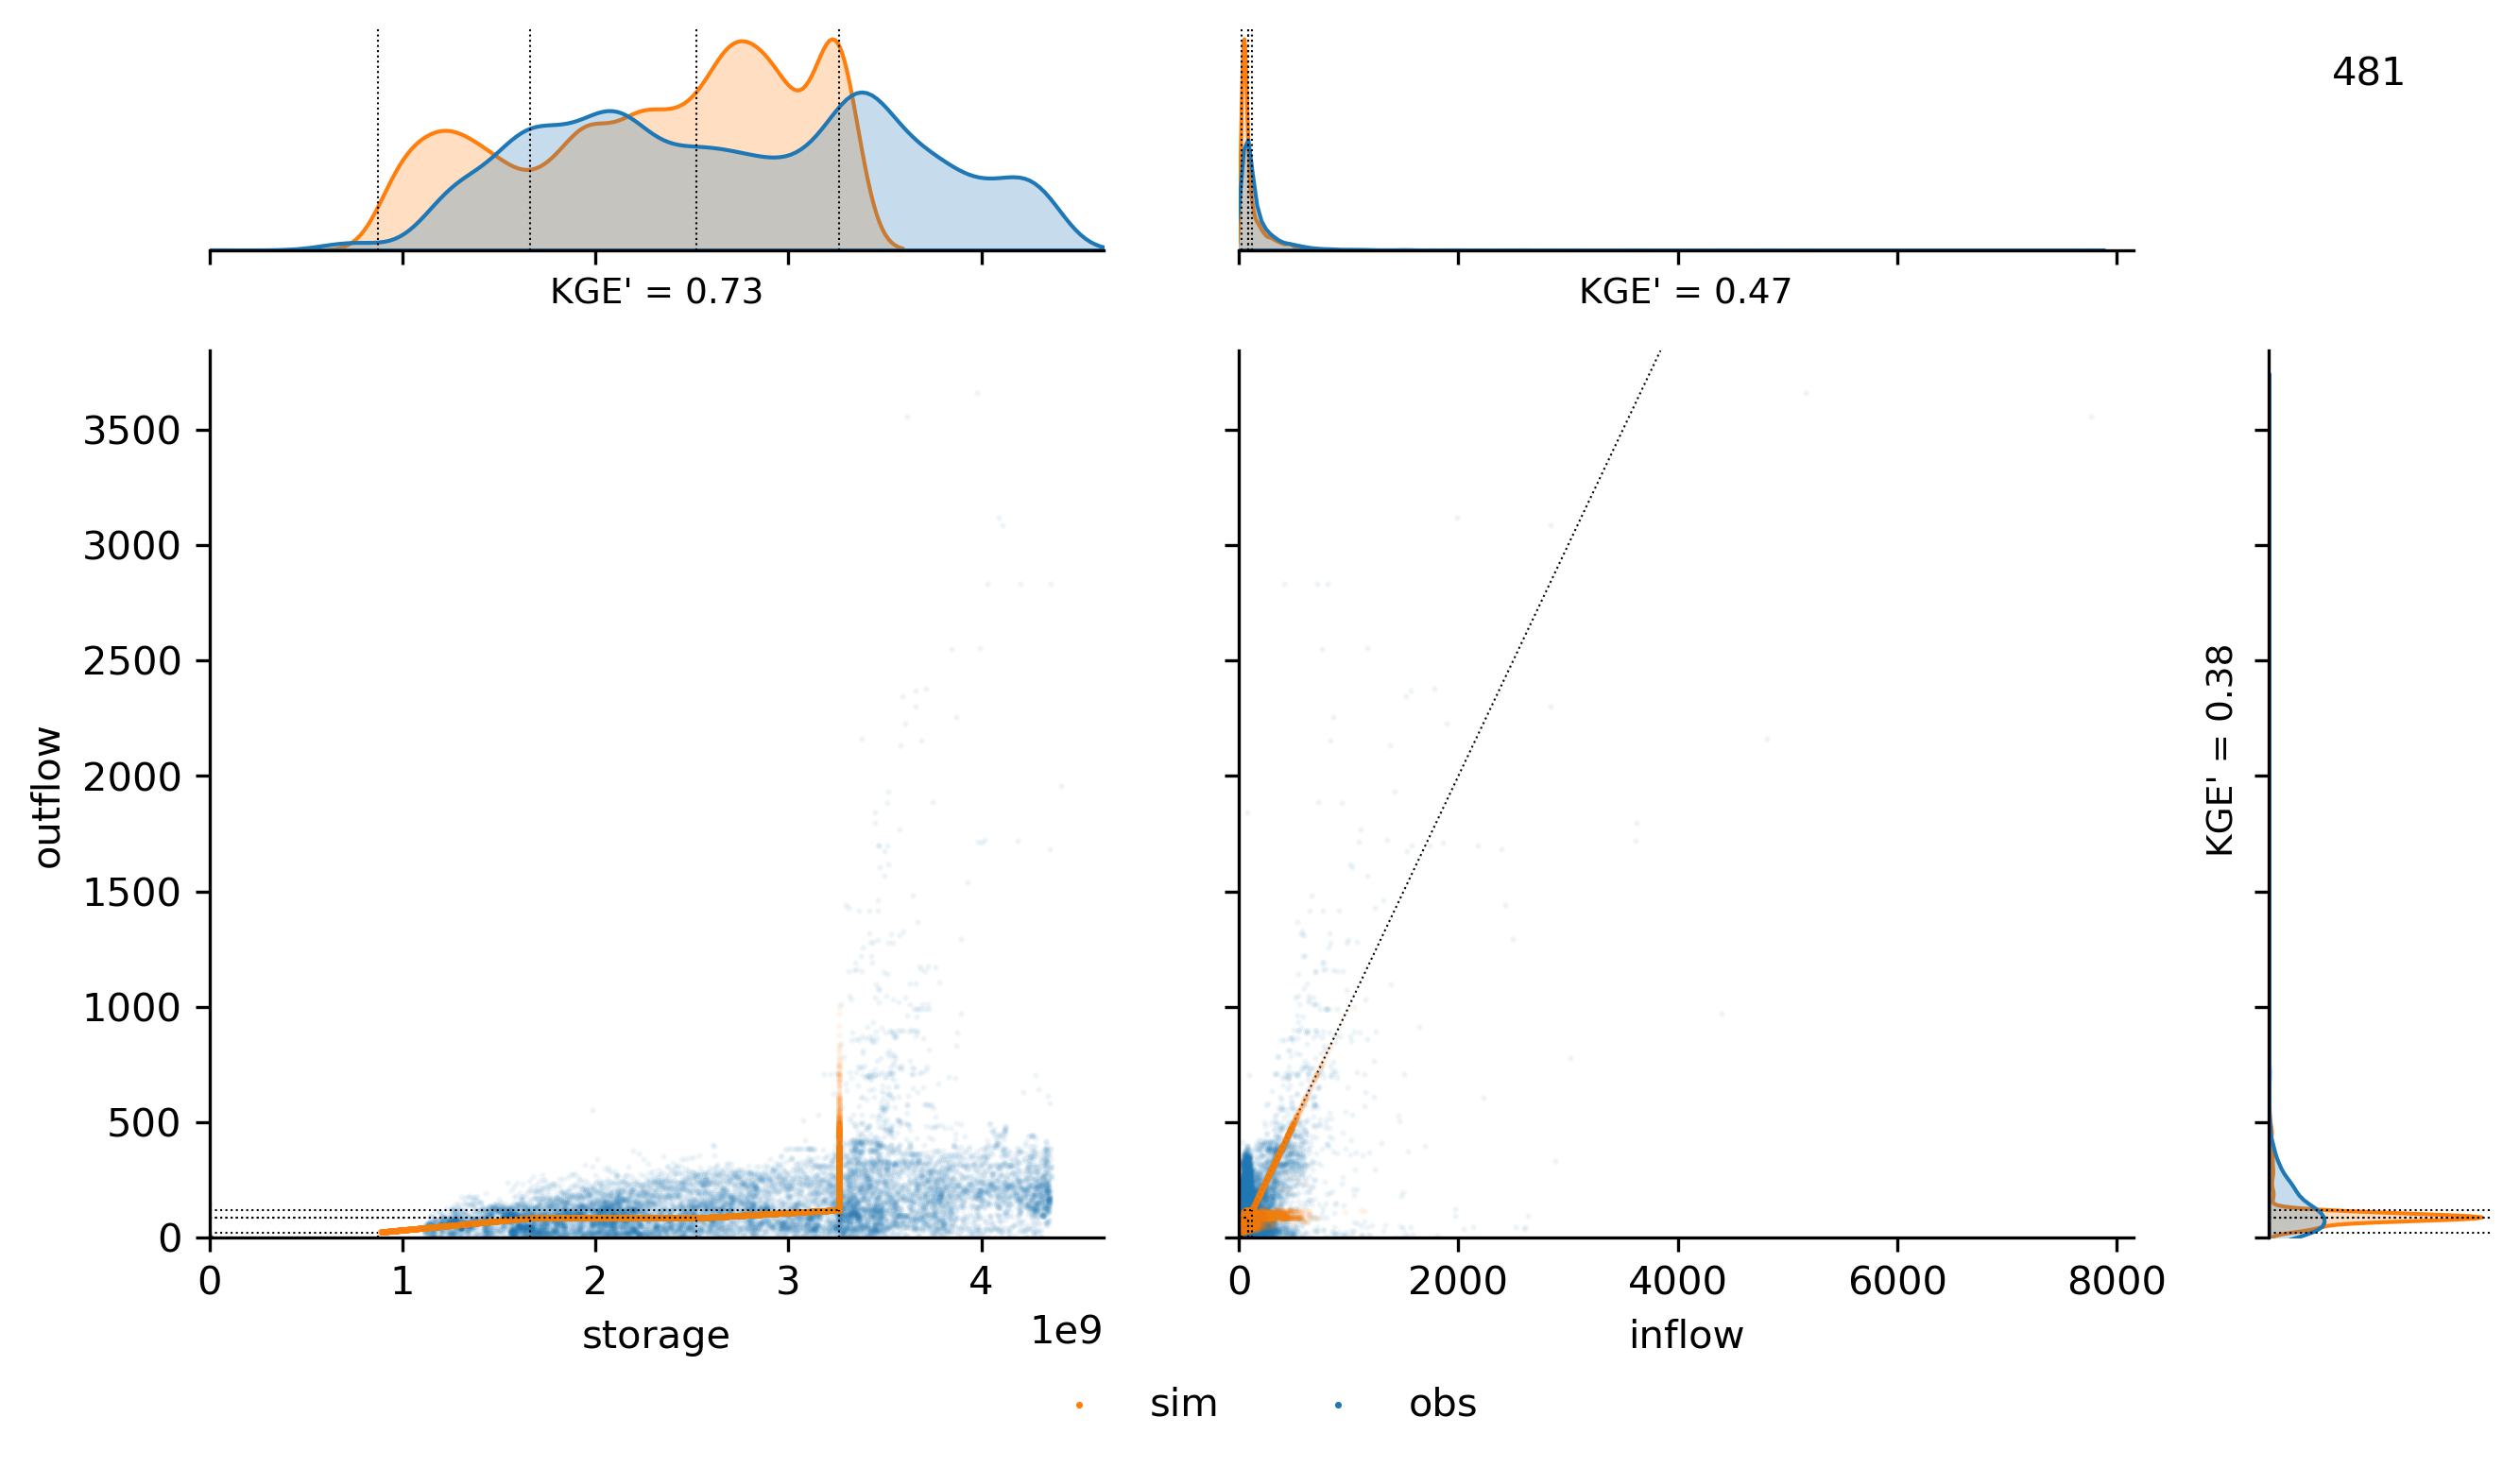 481
KGE' = 0.73
KGE' = 0.47
3500
3000
2500
2000
1500
1000
500
0
outflow
KGE' = 0.38
0 1 2 3 4
0 2000 4000 6000 8000
storage
1e9
inflow
sim
obs